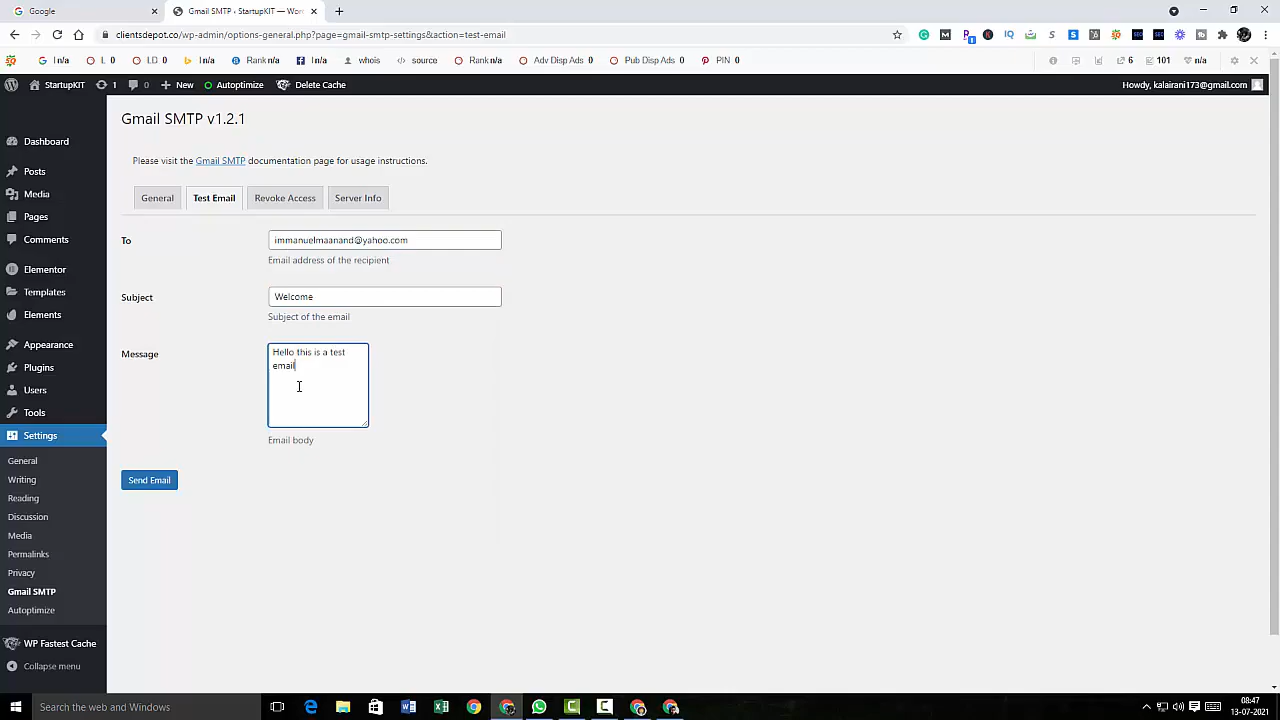 Google
Gmail SMTP ‹ StartupKIT — Wor
clientsdepot.co/wp-admin/options-general.php?page=gmail-smtp-settings&action=test-email
I n/a
L 0
LD 0
I n/a
Rank n/a
I n/a
whois
source
Rank n/a
Adv Disp Ads 0
Pub Disp Ads 0
PIN 0
6
101
n/a
StartupKIT
1
0
New
Autoptimize
Delete Cache
Howdy, kalairani173@gmail.com
Dashboard
Posts
Media
Pages
Comments
Elementor
Templates
Elements
Appearance
Plugins
Users
Tools
Settings
General
Writing
Reading
Discussion
Media
Permalinks
Privacy
Gmail SMTP
Autoptimize
WP Fastest Cache
Collapse menu
Gmail SMTP v1.2.1
Please visit the Gmail SMTP documentation page for usage instructions.
General
Test Email
Revoke Access
Server Info
To
immanuelmaanand@yahoo.com
Email address of the recipient
Subject
Welcome
Subject of the email
Message
Hello this is a test
email
Email body
Send Email
Search the web and Windows
08:47
13-07-2021